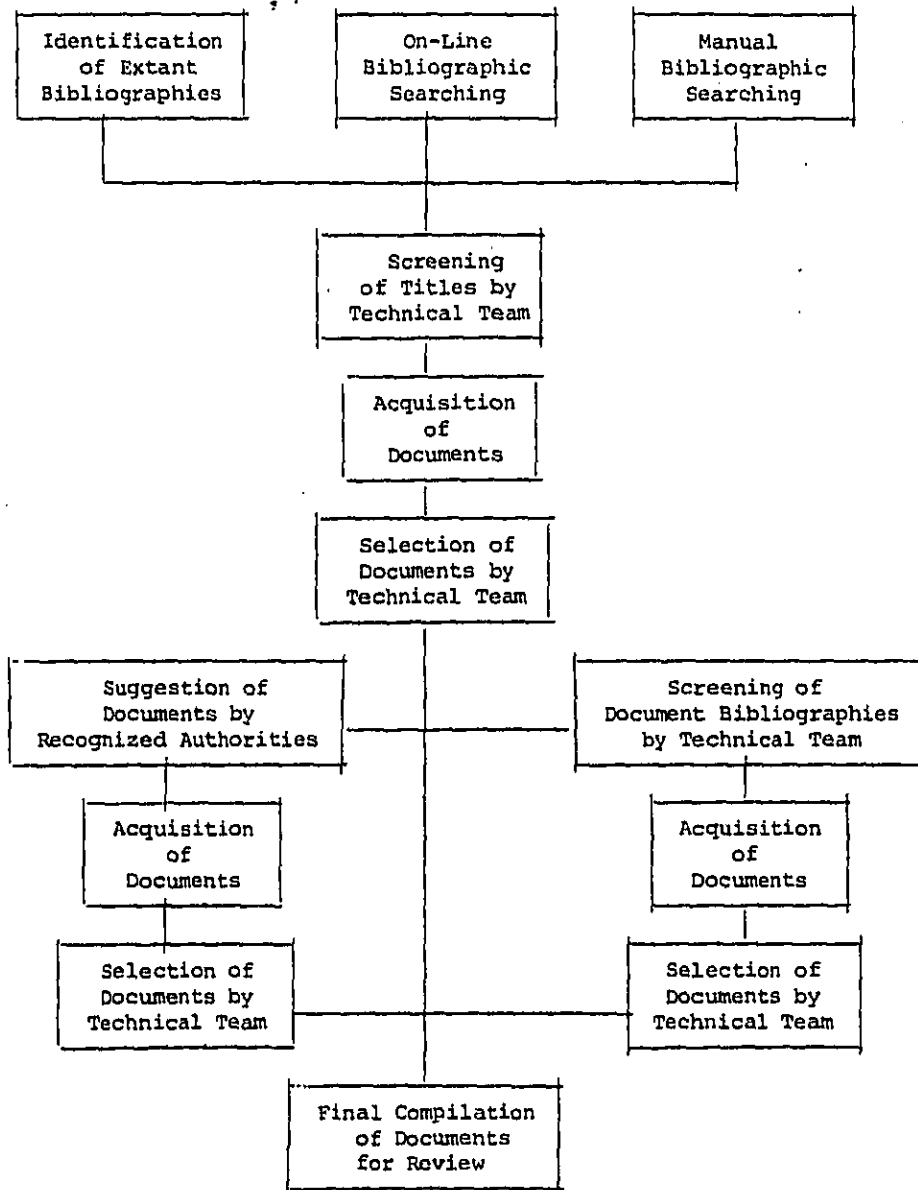 Identification
of Extant
Bibliographies
On-Line
Bibliographic
Searching
Manual
Bibliographic
Searching
Screening
of Titles by
Technical Team
Acquisition
of
Documents
Selection of
Documents by
Technical Team
Suggestion of
Documents by
Recognized Authorities
Screening of
Document Bibliographies
by Technical Team
Acquisition
of
Documents
Acquisition
of
Documents
Selection of
Documents by
Technical Team
Selection of
Documents by
Technical Team
Final Compilation
of Documents
for Review